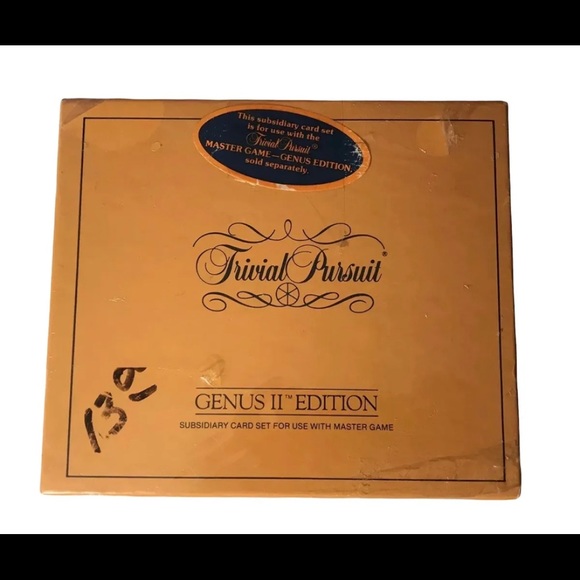 This subsidiary card set
is for use with the
Trivial Pursuit®
MASTER GAME—GENUS EDITION
sold separately.
Trivial Pursuit®
139
GENUS II™ EDITION
SUBSIDIARY CARD SET FOR USE WITH MASTER GAME